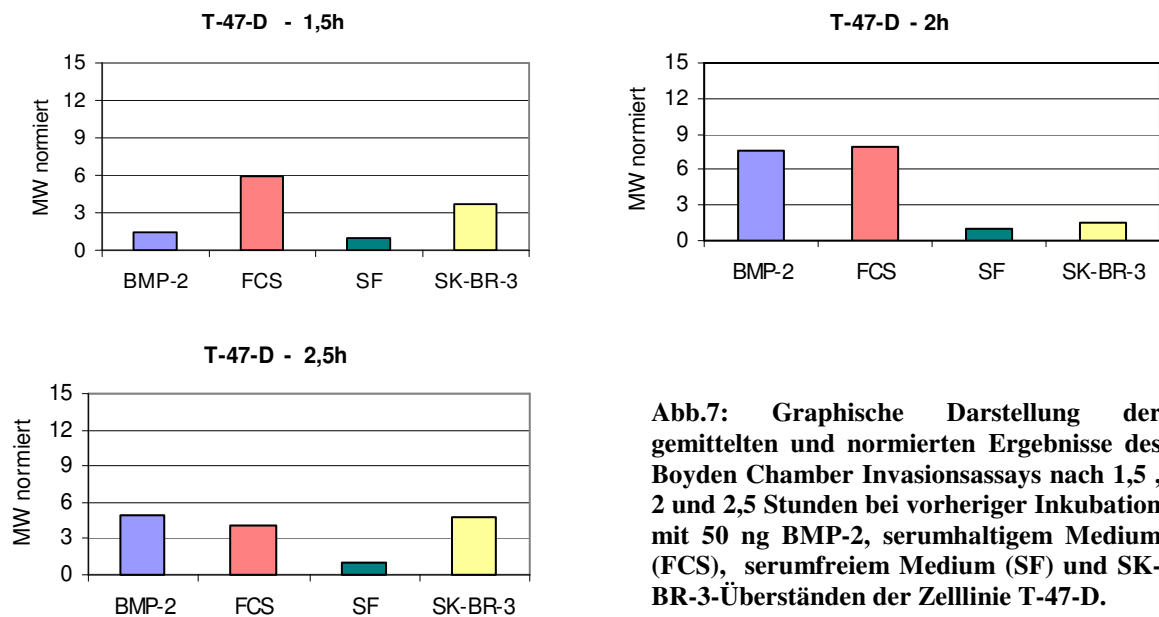 T-47-D - 1,5h
15
12
9
6
3
0
MW normiert
BMP-2 FCS SF SK-BR-3
T-47-D - 2h
15
12
9
6
3
0
MW normiert
BMP-2 FCS SF SK-BR-3
T-47-D - 2,5h
15
12
9
6
3
0
MW normiert
BMP-2 FCS SF SK-BR-3
Abb.7: Graphische Darstellung der
gemittelten und normierten Ergebnisse des
Boyden Chamber Invasionsassays nach 1,5 ,
2 und 2,5 Stunden bei vorheriger Inkubation
mit 50 ng BMP-2, serumhaltigem Medium
(FCS), serumfreiem Medium (SF) und SK-
BR-3-Überständen der Zelllinie T-47-D.